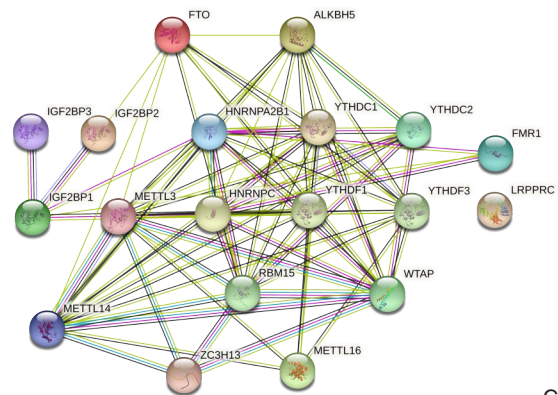 FTO
ALKBH5
IGF2BP3
IGF2BP2
HNRNPA2B1
YTHDC1
YTHDC2
FMR1
IGF2BP1
METTL3
HNRNPC
YTHDF1
YTHDF3
LRPPRC
RBM15
WTAP
METTL14
ZC3H13
METTL16